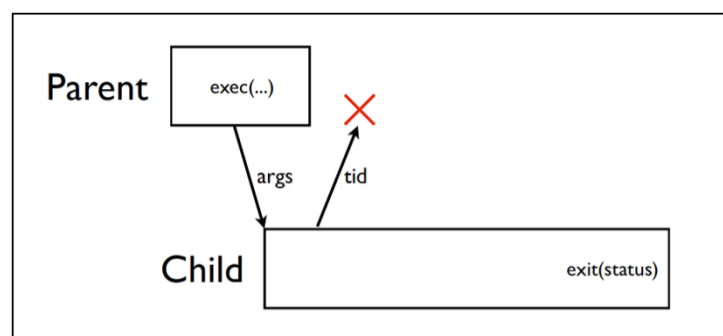 Parent
exec(...)
args
tid
Child
exit(status)